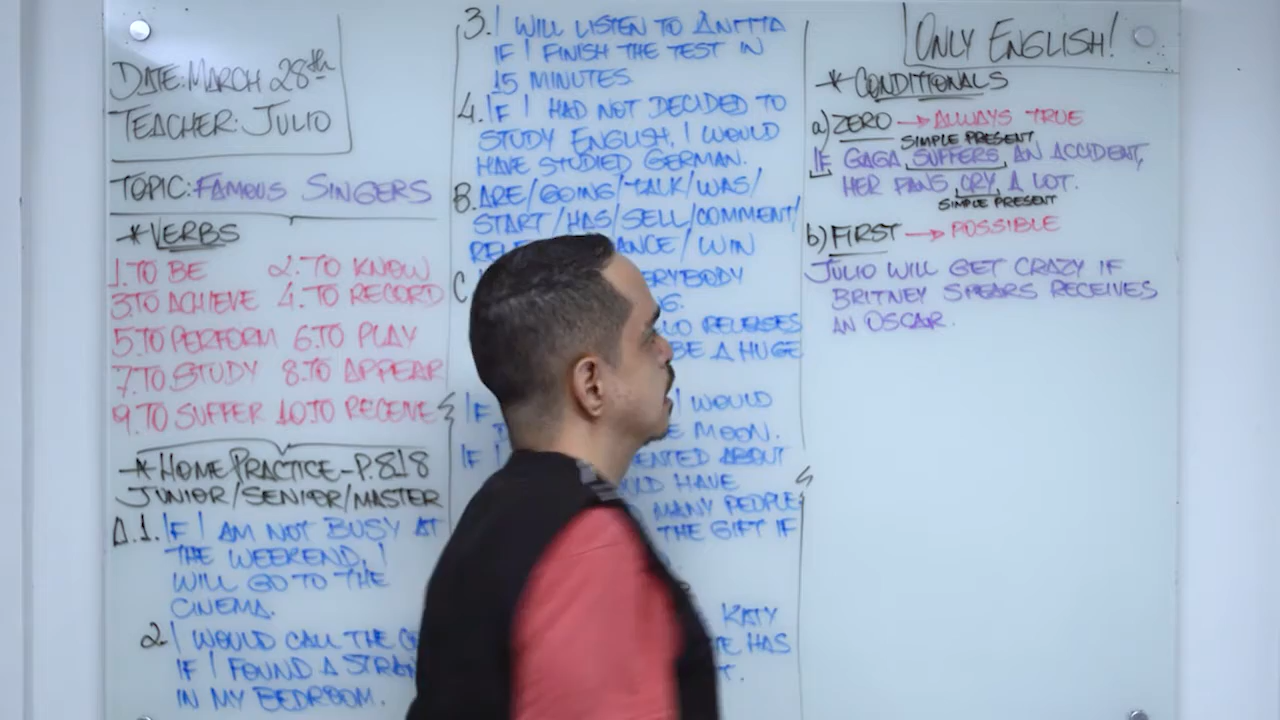 DATE: MARCH 28th
TEACHER: JULIO
TOPIC: FAMOUS SINGERS
* VERBS
1. TO BE 2. TO KNOW
3. TO ACHIEVE 4. TO RECORD
5. TO PERFORM 6. TO PLAY
7. TO STUDY 8. TO APPEAR
9. TO SUFFER 10. TO RECEIVE
* HOME PRACTICE - P. 818
JUNIOR/SENIOR/MASTER
A. 1. IF I AM NOT BUSY AT
THE WEEKEND, I
WILL GO TO THE
CINEMA.
2. I WOULD CALL THE
IF I FOUND A
IN MY BEDROOM.
3. I WILL LISTEN TO ANITTA
IF I FINISH THE TEST IN
15 MINUTES.
4. IF I HAD NOT DECIDED TO
STUDY ENGLISH, I WOULD
HAVE STUDIED GERMAN.
B. ARE/GOING/TALK/WAS/
START/HAS/SELL/COMMENT/
WIN
C
RELEASES
BE A HUGE
IF I WOULD
MOON.
IF ABOUT
HAVE
MANY PEOPLE
THE GIFT IF
KATY
HAS
ONLY ENGLISH!
* CONDITIONALS
a) ZERO → ALWAYS TRUE
SIMPLE PRESENT
IF GAGA SUFFERS AN ACCIDENT,
HER FANS CRY A LOT.
SIMPLE PRESENT
b) FIRST → POSSIBLE
JULIO WILL GET CRAZY IF
BRITNEY SPEARS RECEIVES
AN OSCAR.